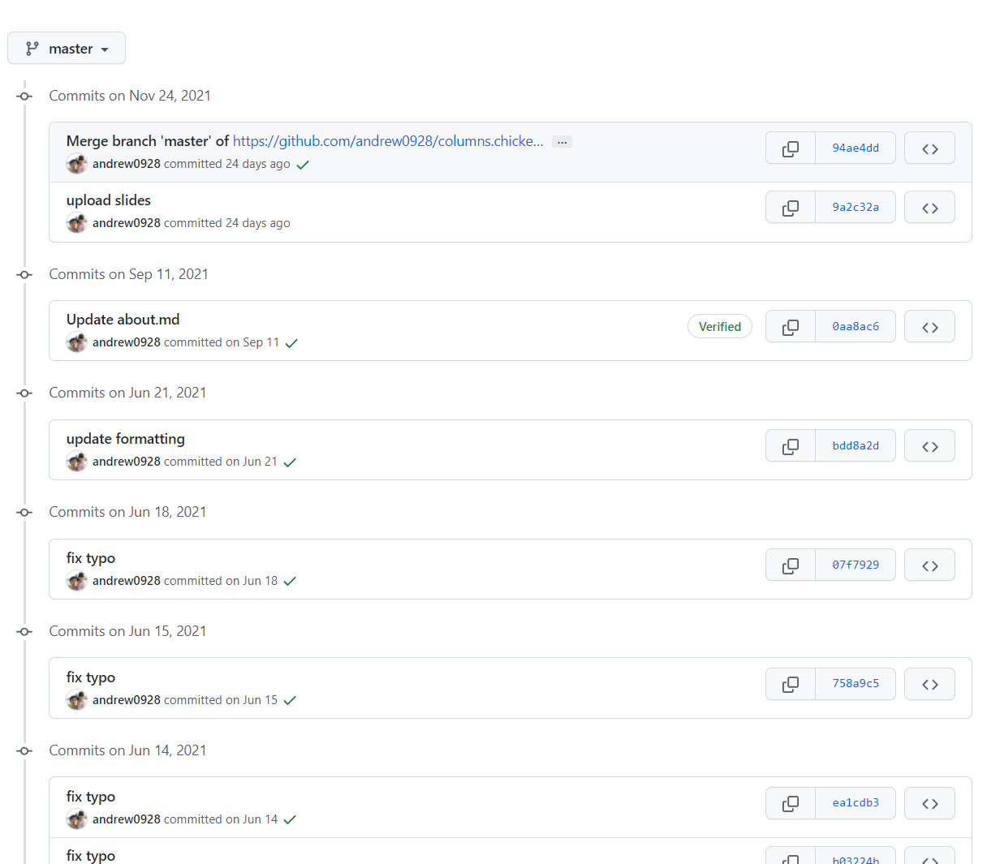 master
Commits on Nov 24, 2021
Merge branch 'master' of https://github.com/andrew0928/columns.chicke... ...
94ae4dd
andrew0928 committed 24 days ago
upload slides
9a2c32a
andrew0928 committed 24 days ago
Commits on Sep 11, 2021
Update about.md
Verified
0aa8ac6
andrew0928 committed on Sep 11
Commits on Jun 21, 2021
update formatting
bdd8a2d
andrew0928 committed on Jun 21
Commits on Jun 18, 2021
fix typo
07f7929
andrew0928 committed on Jun 18
Commits on Jun 15, 2021
fix typo
758a9c5
andrew0928 committed on Jun 15
Commits on Jun 14, 2021
fix typo
ea1cdb3
andrew0928 committed on Jun 14
fix typo
b03224b